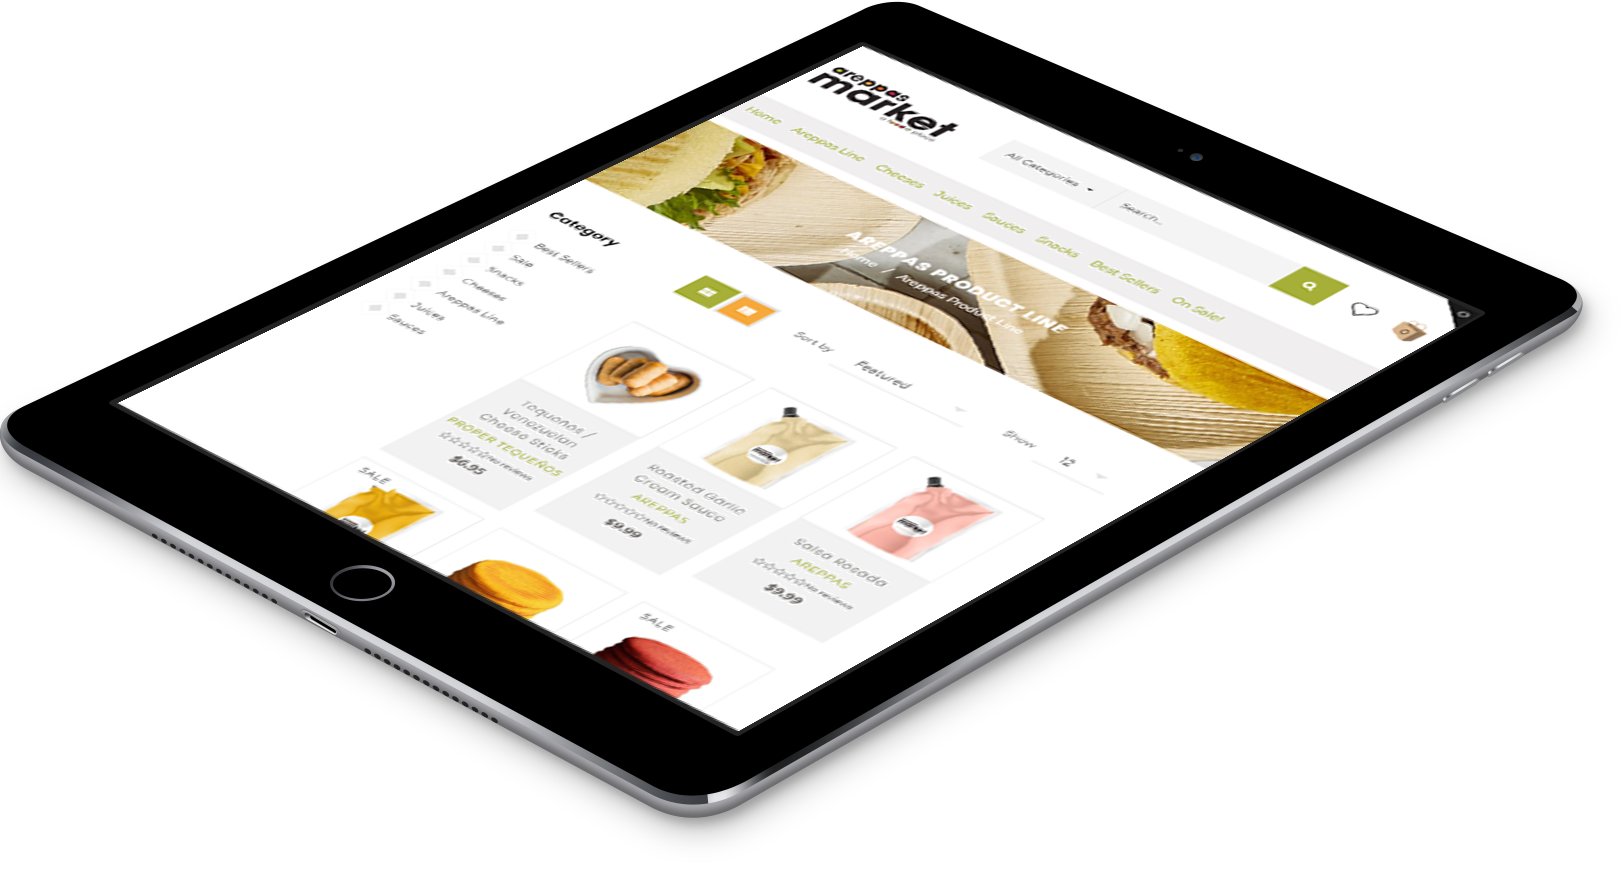 areppas
market
All Categories
Search...
Home Areppas Line Cheeses Juices Sauces Snacks Best Sellers On Sale!
AREPPAS PRODUCT LINE
Home / Areppas Product Line
Category
Best Sellers
Sale
Snacks
Cheeses
Areppas Line
Juices
Sauces
Sort by Featured
Show 12
Tequeños /
Venezuelan
Cheese Sticks
PROPER TEQUEÑOS
No reviews
$6.95
Roasted Garlic
Cream Sauce
AREPPAS
No reviews
$9.99
Salsa Rosada
AREPPAS
No reviews
$9.99
SALE
SALE